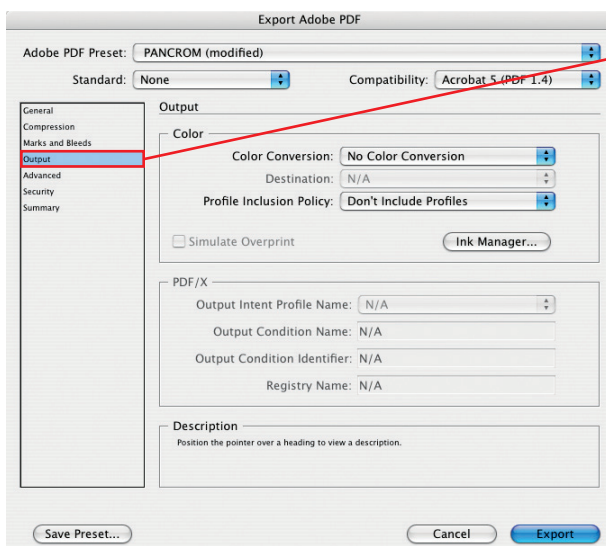 Export Adobe PDF
Adobe PDF Preset: PANCROM (modified)
Standard: None Compatibility: Acrobat 5 (PDF 1.4)
General
Compression
Marks and Bleeds
Output
Advanced
Security
Summary
Output
Color
Color Conversion: No Color Conversion
Destination: N/A
Profile Inclusion Policy: Don't Include Profiles
Simulate Overprint Ink Manager...
PDF/X
Output Intent Profile Name: N/A
Output Condition Name: N/A
Output Condition Identifier: N/A
Registry Name: N/A
Description
Position the pointer over a heading to view a description.
Save Preset... Cancel Export